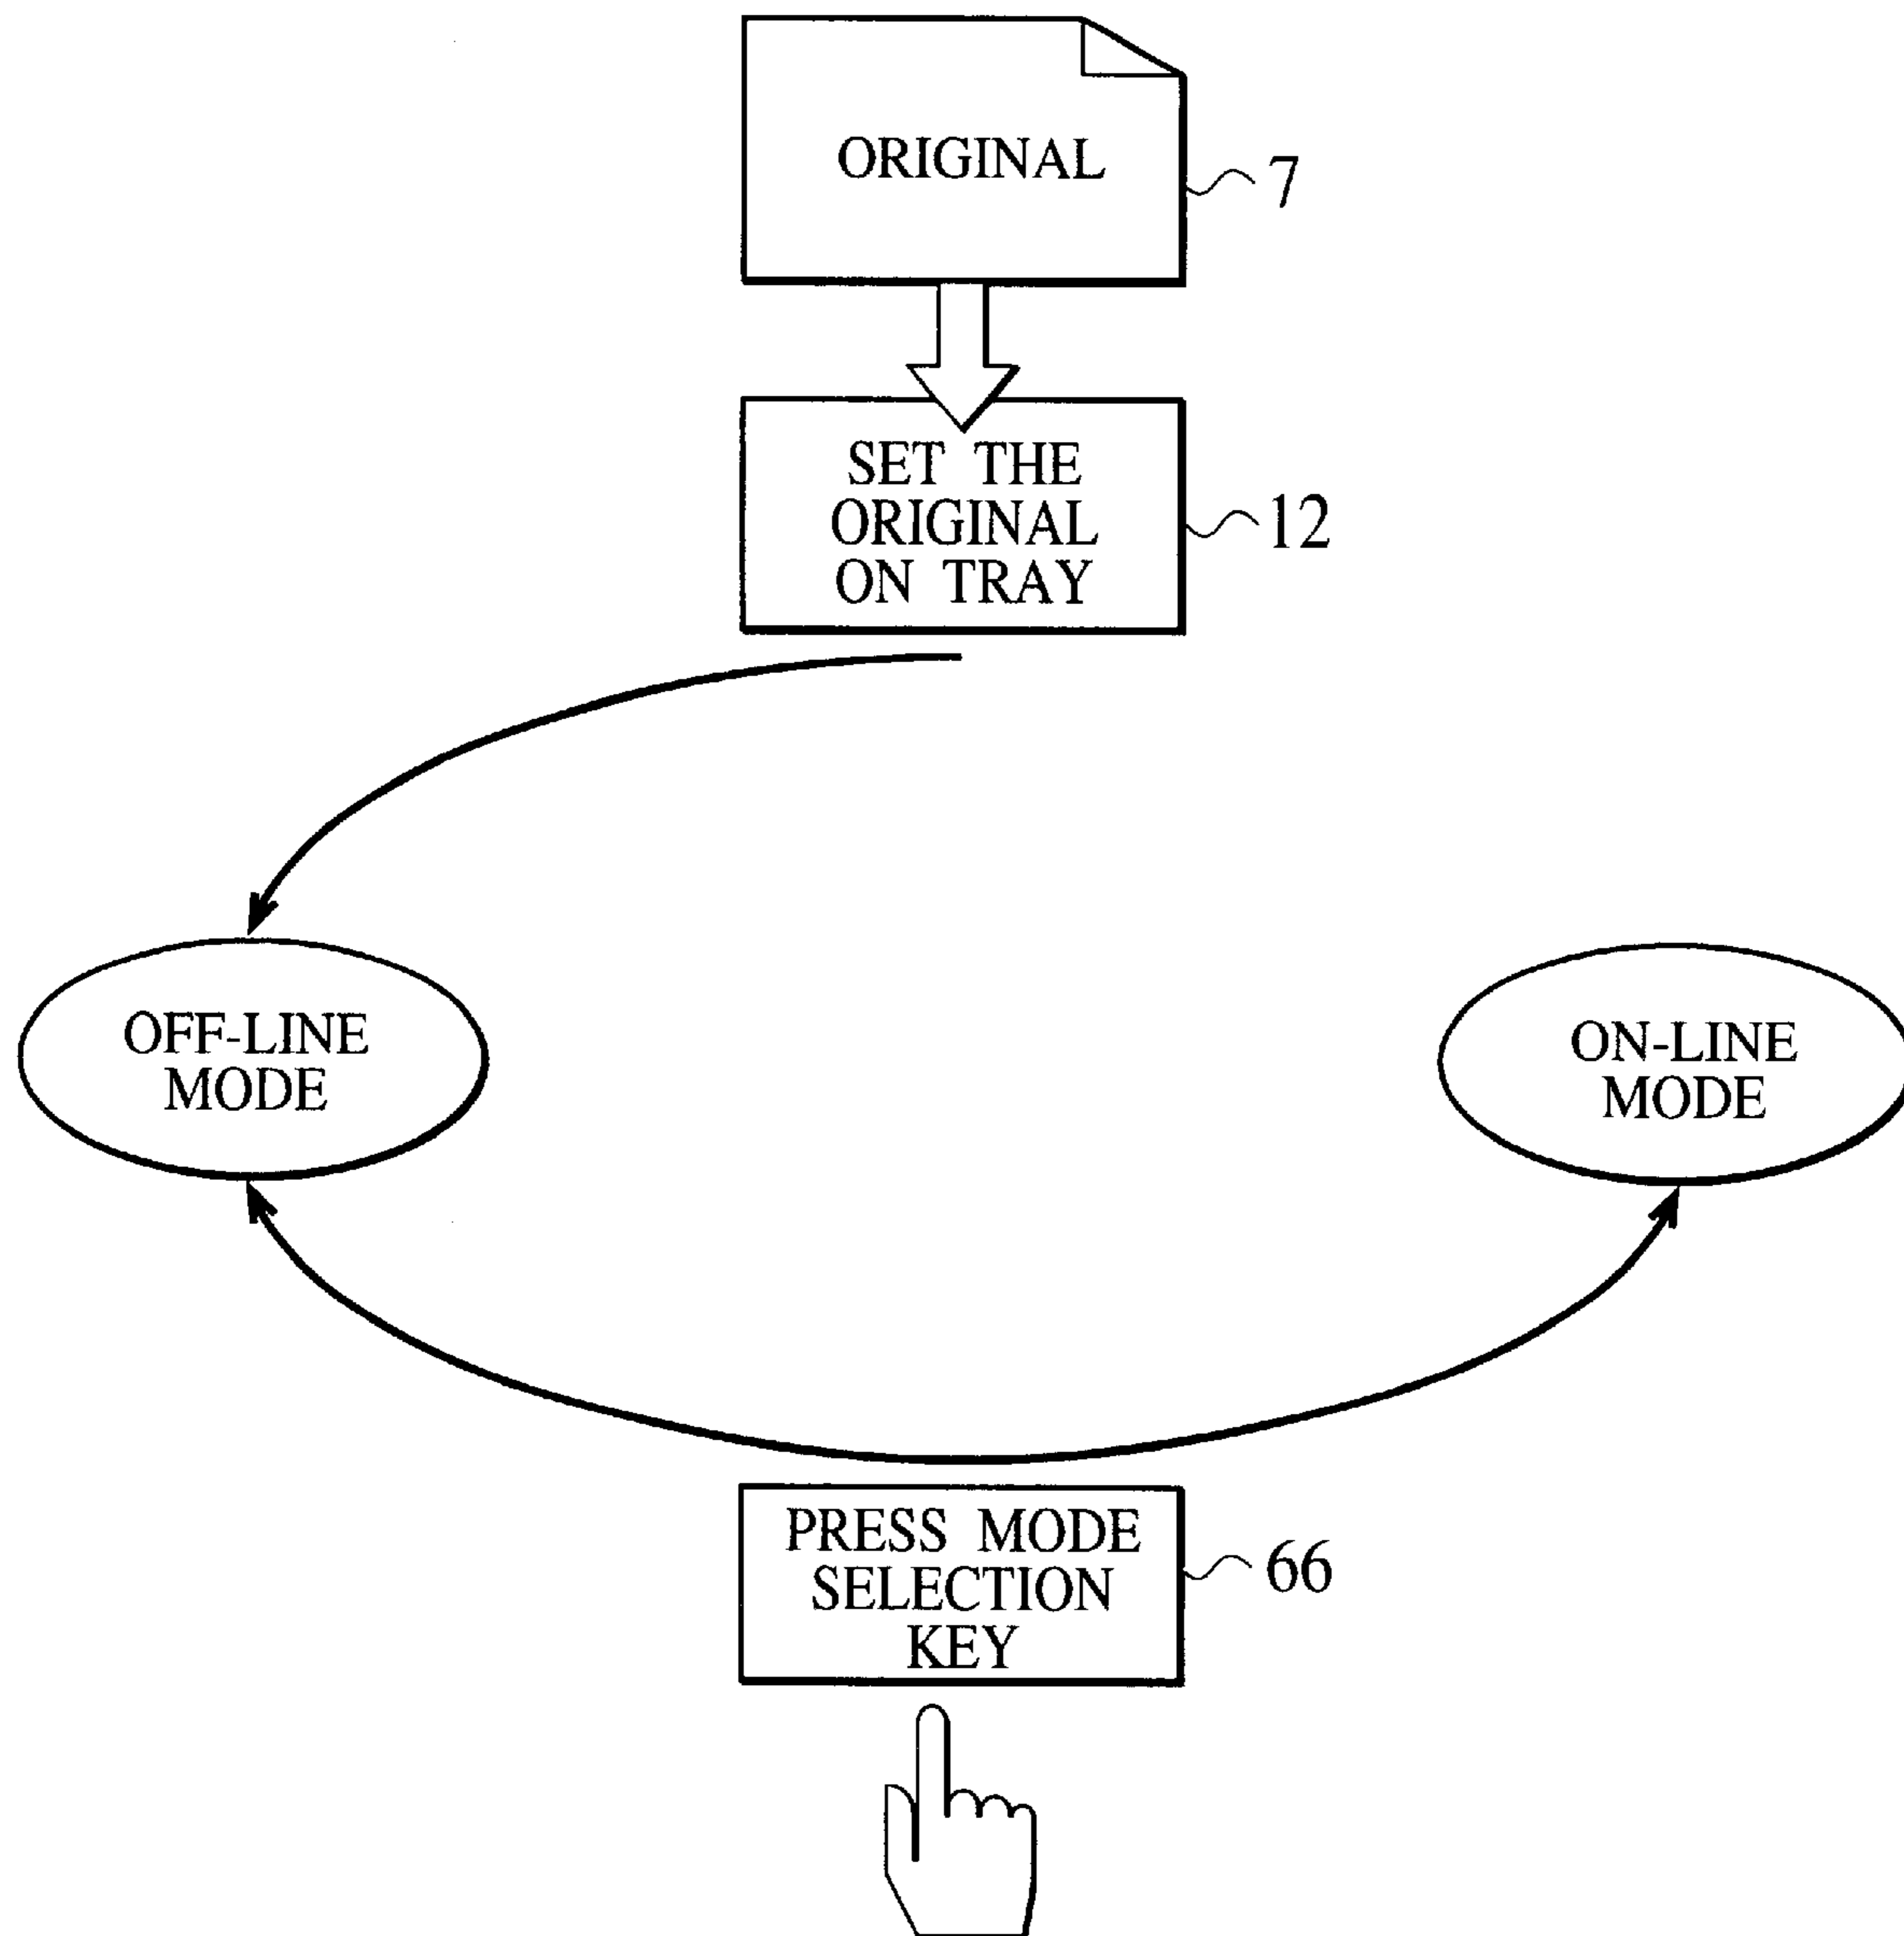 ORIGINAL
7
SET THE
ORIGINAL
ON TRAY
12
OFF-LINE
MODE
ON-LINE
MODE
PRESS MODE
SELECTION
KEY
66